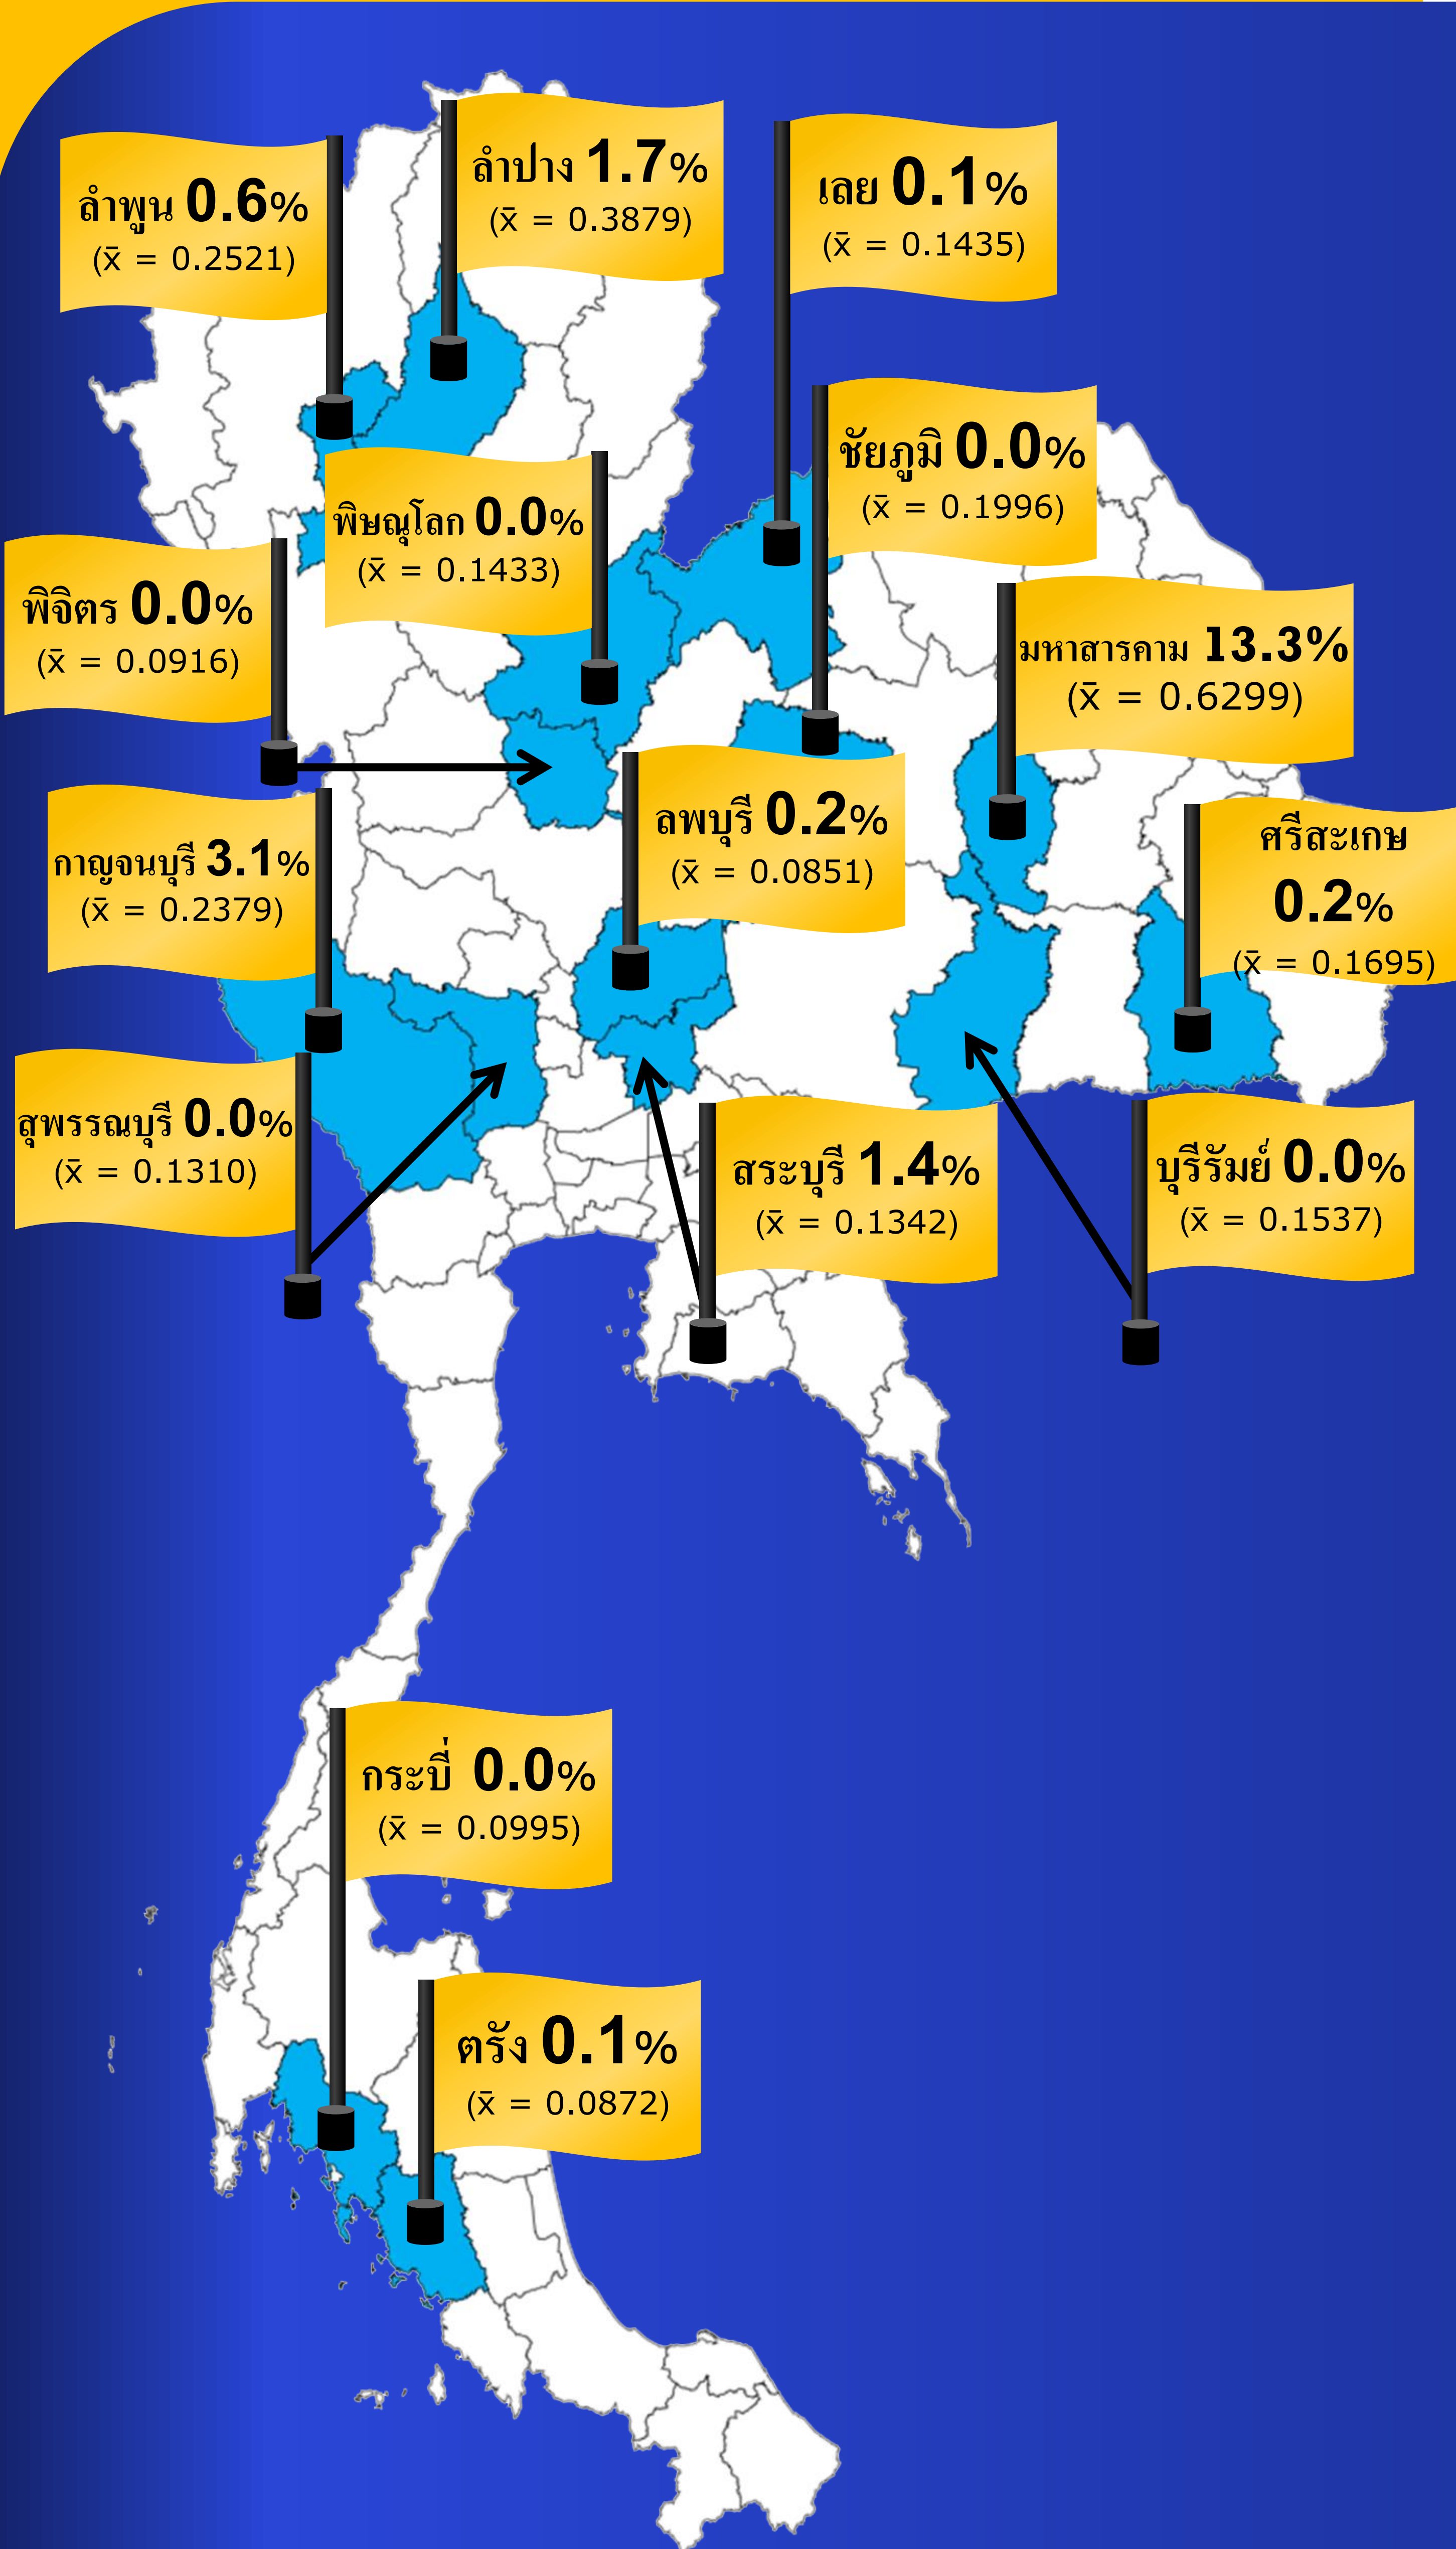 ลำปาง 1.7%
(x̄ = 0.3879)
ลำพูน 0.6%
(x̄ = 0.2521)
เลย 0.1%
(x̄ = 0.1435)
ชัยภูมิ 0.0%
(x̄ = 0.1996)
พิษณุโลก 0.0%
(x̄ = 0.1433)
พิจิตร 0.0%
(x̄ = 0.0916)
มหาสารคาม 13.3%
(x̄ = 0.6299)
กาญจนบุรี 3.1%
(x̄ = 0.2379)
ลพบุรี 0.2%
(x̄ = 0.0851)
ศรีสะเกษ
0.2%
(x̄ = 0.1695)
สุพรรณบุรี 0.0%
(x̄ = 0.1310)
สระบุรี 1.4%
(x̄ = 0.1342)
บุรีรัมย์ 0.0%
(x̄ = 0.1537)
กระบี่ 0.0%
(x̄ = 0.0995)
ตรัง 0.1%
(x̄ = 0.0872)